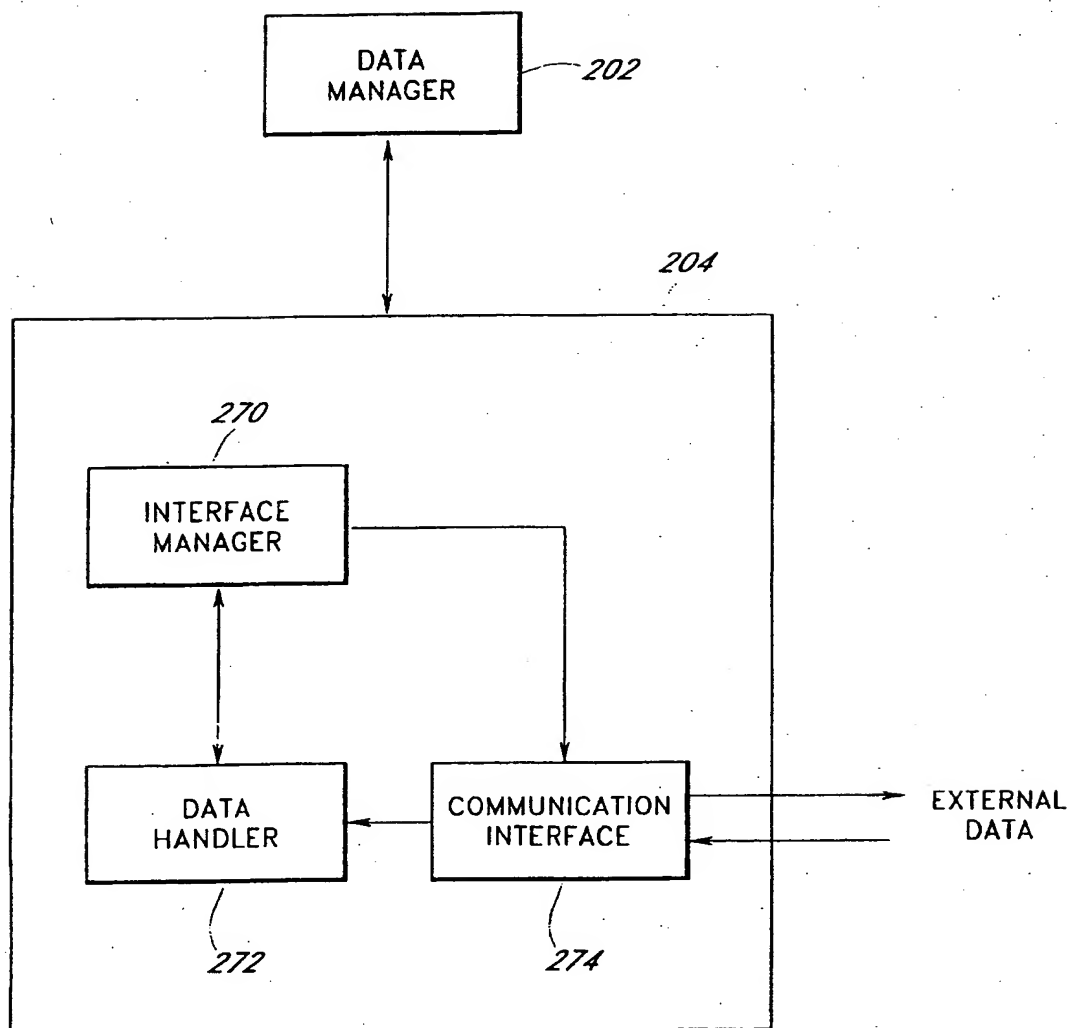 DATA
MANAGER
202
204
270
INTERFACE
MANAGER
DATA
HANDLER
COMMUNICATION
INTERFACE
EXTERNAL
DATA
272
274